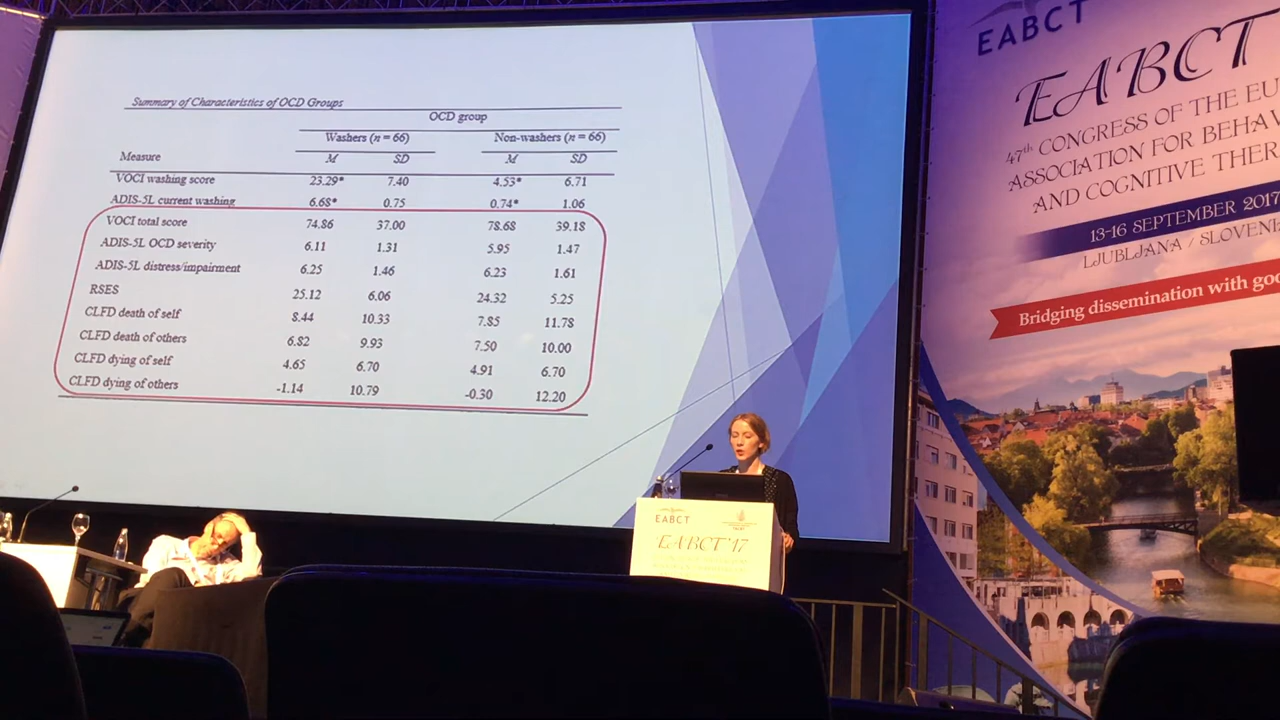 Summary of Characteristics of OCD Groups
OCD group
Washers (n = 66) Non-washers (n = 66)
Measure M SD M SD
VOCI washing score 23.29* 7.40 4.53* 6.71
ADIS-5L current washing 6.68* 0.75 0.74* 1.06
VOCI total score 74.86 37.00 78.68 39.18
ADIS-5L OCD severity 6.11 1.31 5.95 1.47
ADIS-5L distress/impairment 6.25 1.46 6.23 1.61
RSES 25.12 6.06 24.32 5.25
CLFD death of self 8.44 10.33 7.85 11.78
CLFD death of others 6.82 9.93 7.50 10.00
CLFD dying of self 4.65 6.70 4.91 6.70
CLFD dying of others -1.14 10.79 -0.30 12.20
EABCT
EABCT
47th CONGRESS OF THE EU
ASSOCIATION FOR BEHAV
AND COGNITIVE THER
13-16 SEPTEMBER 2017
LJUBLJANA / SLOVENI
Bridging dissemination with goo
EABCT
EABCT'17